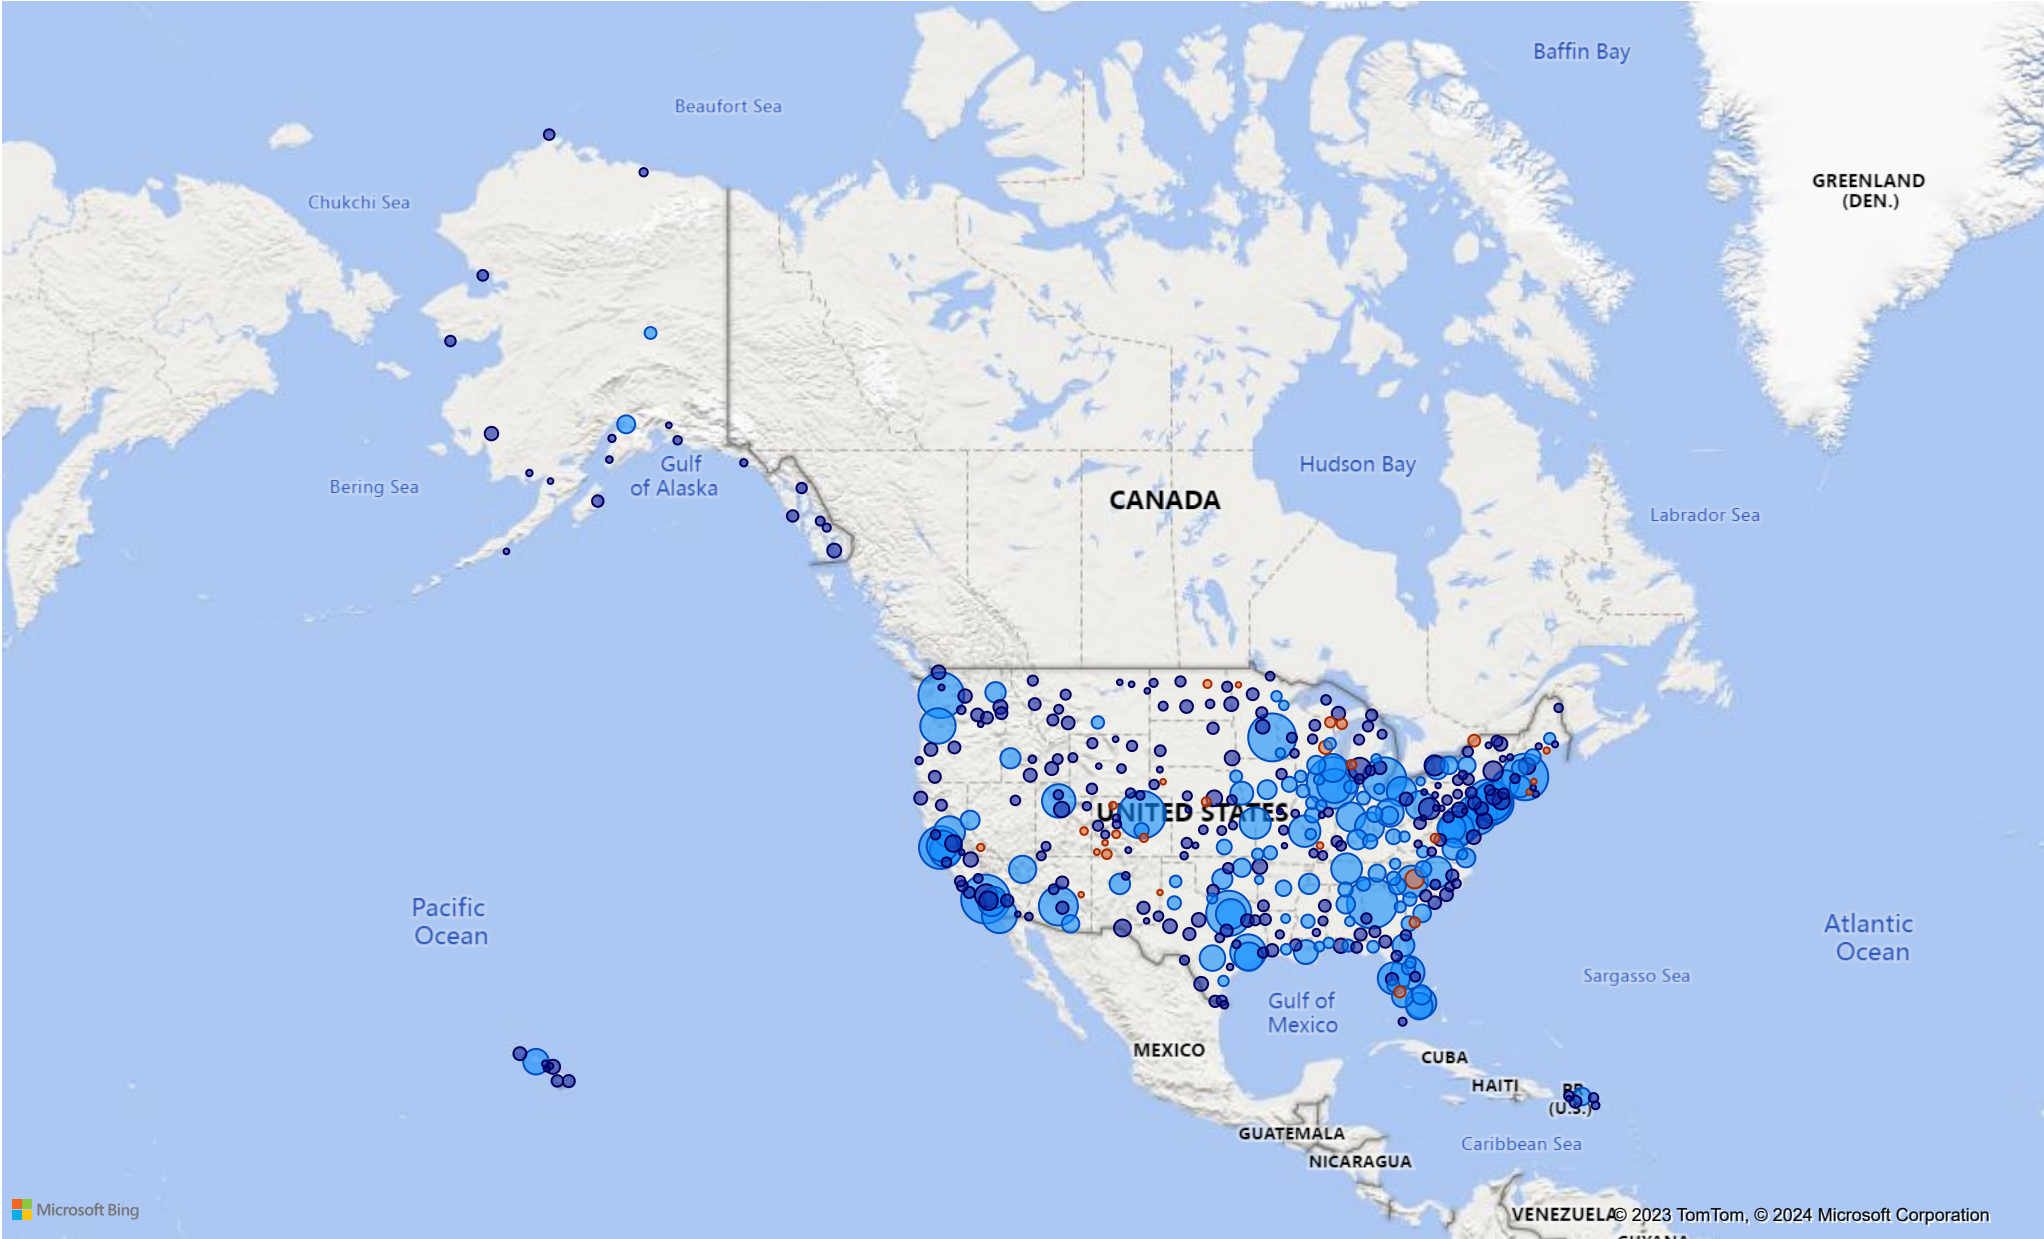 Baffin Bay
Beaufort Sea
GREENLAND
(DEN.)
Chukchi Sea
Gulf
of Alaska
Hudson Bay
Bering Sea
CANADA
Labrador Sea
UNITED STATES
Pacific
Ocean
Atlantic
Ocean
Sargasso Sea
Gulf of
Mexico
MEXICO
CUBA
HAITI
PR
(U.S.)
GUATEMALA
Caribbean Sea
NICARAGUA
Microsoft Bing
VENEZUELA
© 2023 TomTom, © 2024 Microsoft Corporation